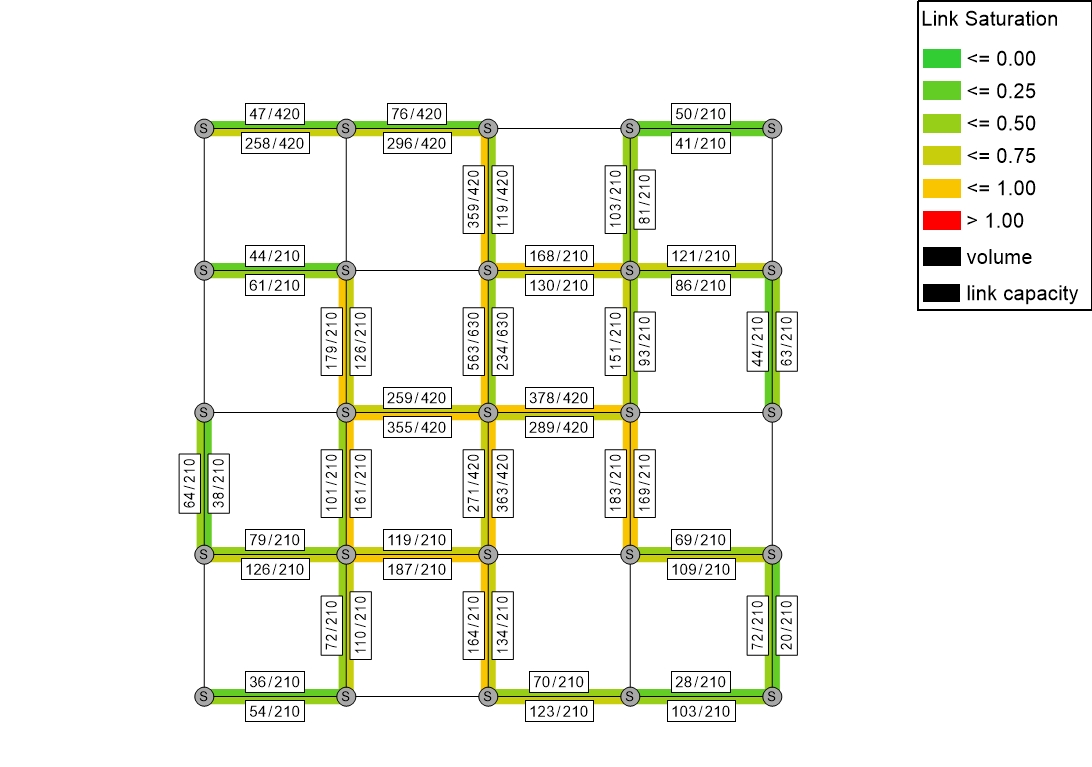 Link Saturation
<= 0.00
<= 0.25
<= 0.50
<= 0.75
<= 1.00
> 1.00
volume
link capacity
47/420
76/420
50/210
S
S
S
S
S
258/420
296/420
41/210
359/420
119/420
103/210
81/210
44/210
168/210
121/210
S
S
S
S
S
61/210
130/210
86/210
179/210
126/210
563/630
234/630
151/210
93/210
44/210
63/210
259/420
378/420
S
S
S
S
S
355/420
289/420
64/210
38/210
101/210
161/210
271/420
363/420
183/210
169/210
79/210
119/210
69/210
S
S
S
S
S
126/210
187/210
109/210
72/210
110/210
164/210
134/210
72/210
20/210
36/210
70/210
28/210
S
S
S
S
S
54/210
123/210
103/210